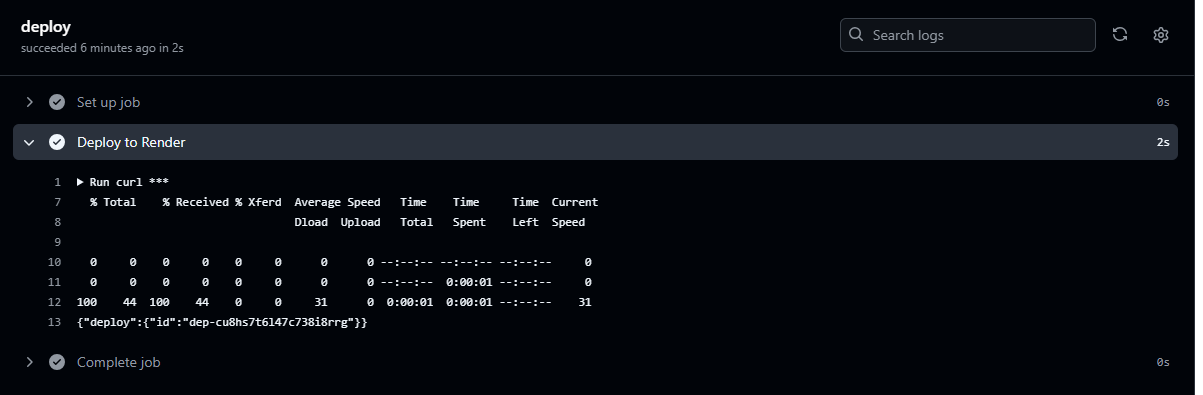 deploy
succeeded 6 minutes ago in 2s
Search logs
Set up job 0s
Deploy to Render 2s
1 Run curl ***
7 % Total % Received % Xferd Average Speed Time Time Time Current
8 Dload Upload Total Spent Left Speed
9
10 0 0 0 0 0 0 0 0 --:--:-- --:--:-- --:--:-- 0
11 0 0 0 0 0 0 0 0 --:--:-- 0:00:01 --:--:-- 0
12 100 44 100 44 0 0 31 0 0:00:01 0:00:01 --:--:-- 31
13 {"deploy":{"id":"dep-cu8hs7t6l47c738i8rrg"}}
Complete job 0s